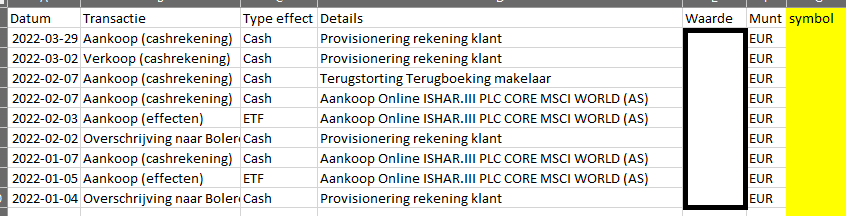 Datum Transactie Type effect Details Waarde Munt symbol
2022-03-29 Aankoop (cashrekening) Cash Provisionering rekening klant EUR
2022-03-02 Verkoop (cashrekening) Cash Provisionering rekening klant EUR
2022-02-07 Aankoop (cashrekening) Cash Terugstorting Terugboeking makelaar EUR
2022-02-07 Aankoop (cashrekening) Cash Aankoop Online ISHAR.III PLC CORE MSCI WORLD (AS) EUR
2022-02-03 Aankoop (effecten) ETF Aankoop Online ISHAR.III PLC CORE MSCI WORLD (AS) EUR
2022-02-02 Overschrijving naar Bolero Cash Provisionering rekening klant EUR
2022-01-07 Aankoop (cashrekening) Cash Aankoop Online ISHAR.III PLC CORE MSCI WORLD (AS) EUR
2022-01-05 Aankoop (effecten) ETF Aankoop Online ISHAR.III PLC CORE MSCI WORLD (AS) EUR
2022-01-04 Overschrijving naar Bolero Cash Provisionering rekening klant EUR